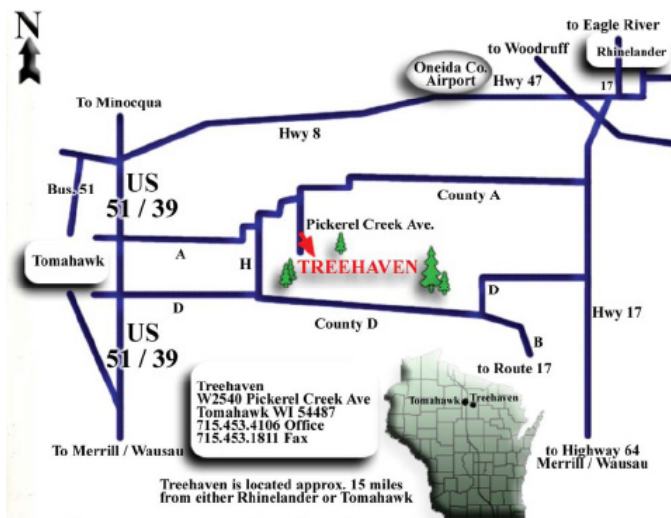 N
to Eagle River
to Woodruff
Rhinelander
Oneida Co.
Airport
Hwy 47
17
To Minocqua
Hwy 8
Bus. 51
US
51 / 39
County A
Pickerel Creek Ave.
A
H
TREEHAVEN
Tomahawk
D
D
County D
Hwy 17
US
51 / 39
B
to Route 17
Treehaven
W2540 Pickerel Creek Ave
Tomahawk WI 54487
715.453.4106 Office
715.453.1811 Fax
Tomahawk
Treehaven
To Merrill / Wausau
to Highway 64
Merrill / Wausau
Treehaven is located approx. 15 miles
from either Rhinelander or Tomahawk